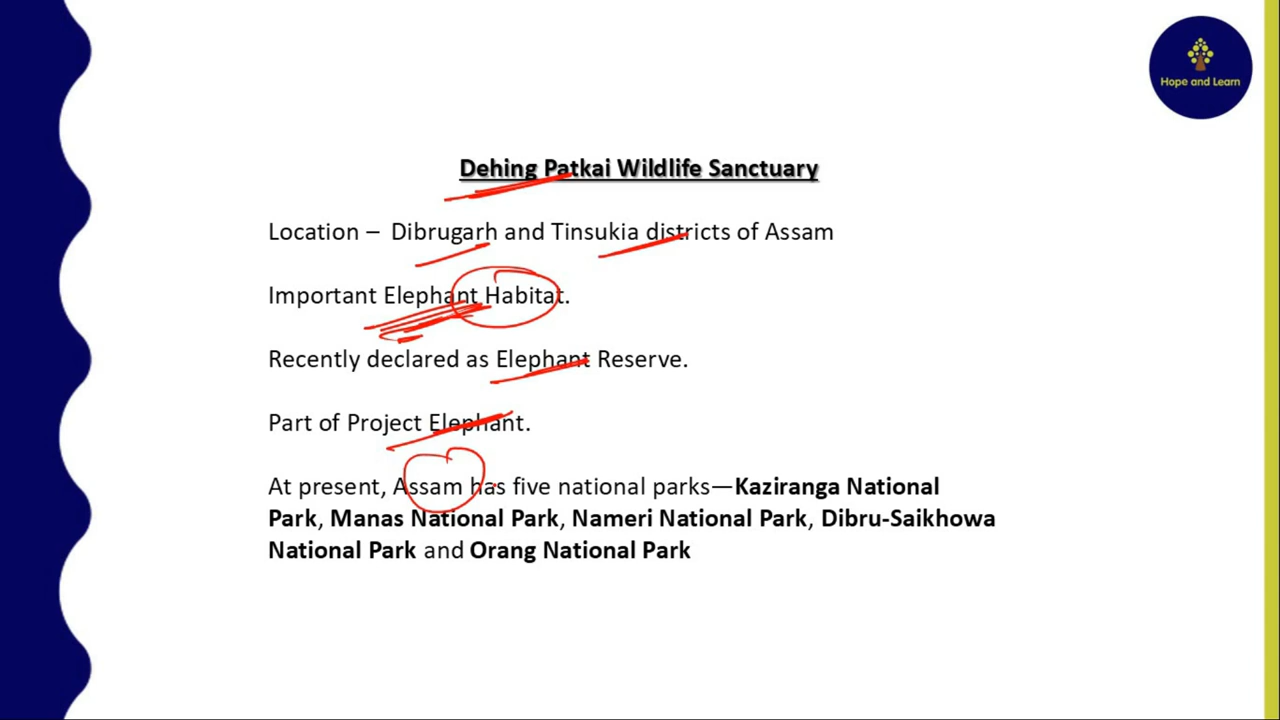 Hope and Learn
Dehing Patkai Wildlife Sanctuary
Location – Dibrugarh and Tinsukia districts of Assam
Important Elephant Habitat.
Recently declared as Elephant Reserve.
Part of Project Elephant.
At present, Assam has five national parks—Kaziranga National
Park, Manas National Park, Nameri National Park, Dibru-Saikhowa
National Park and Orang National Park